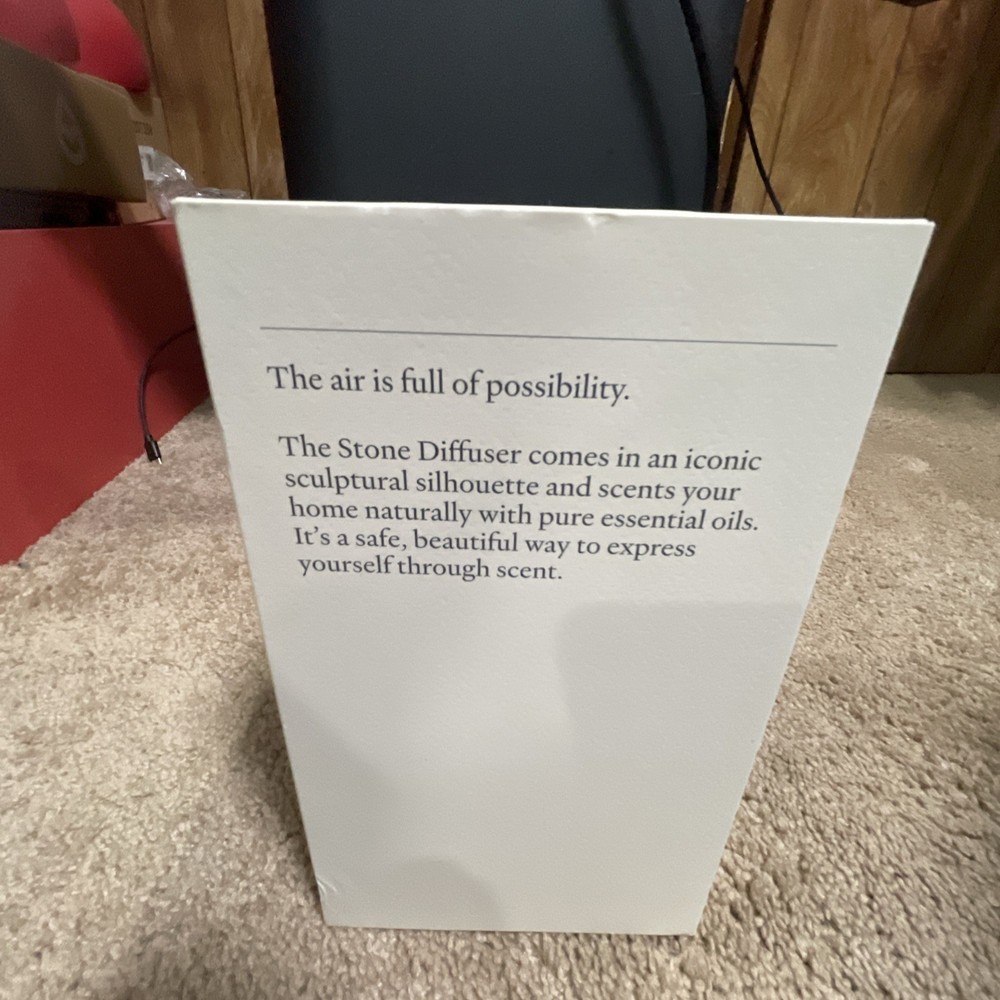 The air is full of possibility.
The Stone Diffuser comes in an iconic
sculptural silhouette and scents your
home naturally with pure essential oils.
It's a safe, beautiful way to express
yourself through scent.